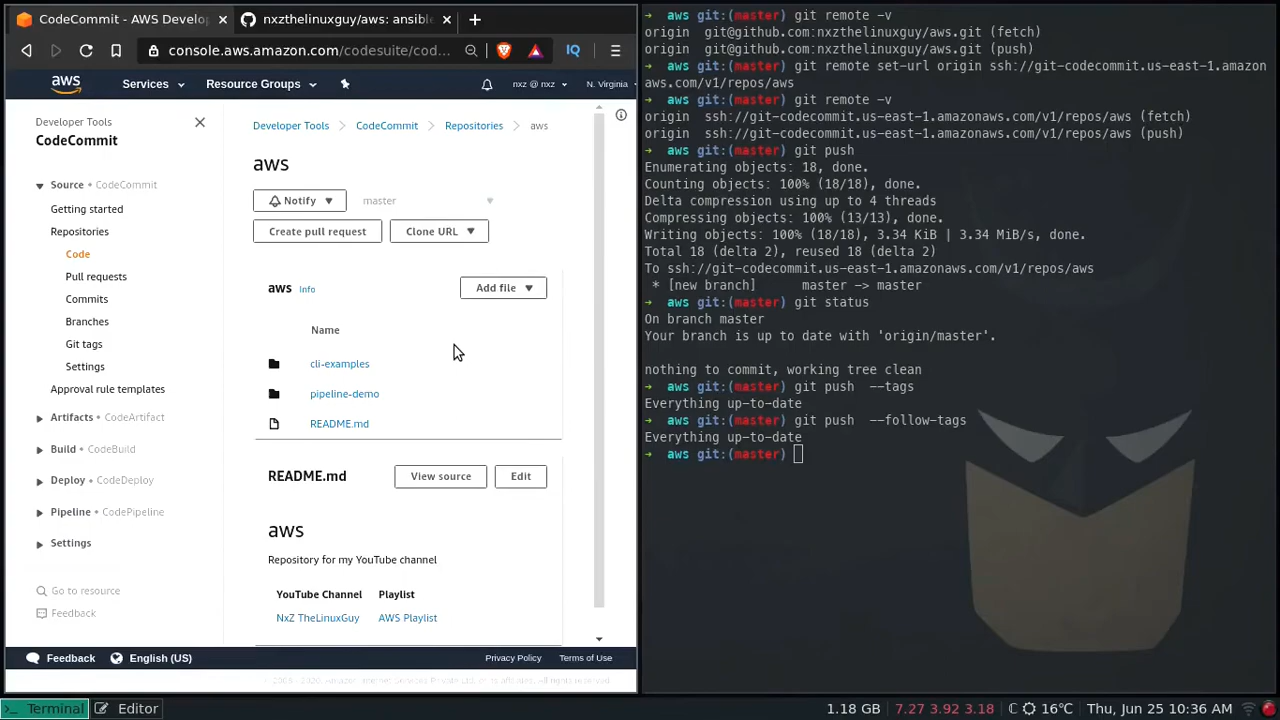 CodeCommit - AWS Develop
nxzthelinuxguy/aws: ansible
console.aws.amazon.com/codesuite/cod...
IQ
aws
Services
Resource Groups
nxz @ nxz
N. Virginia
Developer Tools
CodeCommit
Source • CodeCommit
Getting started
Repositories
Code
Pull requests
Commits
Branches
Git tags
Settings
Approval rule templates
Artifacts • CodeArtifact
Build • CodeBuild
Deploy • CodeDeploy
Pipeline • CodePipeline
Settings
Go to resource
Feedback
Developer Tools
CodeCommit
Repositories
aws
aws
Notify
master
Create pull request
Clone URL
aws Info
Add file
Name
cli-examples
pipeline-demo
README.md
README.md
View source
Edit
aws
Repository for my YouTube channel
YouTube Channel Playlist
NxZ TheLinuxGuy AWS Playlist
Feedback
English (US)
Privacy Policy
Terms of Use
➜ aws git:(master) git remote -v
origin git@github.com:nxzthelinuxguy/aws.git (fetch)
origin git@github.com:nxzthelinuxguy/aws.git (push)
➜ aws git:(master) git remote set-url origin ssh://git-codecommit.us-east-1.amazon
aws.com/v1/repos/aws
➜ aws git:(master) git remote -v
origin ssh://git-codecommit.us-east-1.amazonaws.com/v1/repos/aws (fetch)
origin ssh://git-codecommit.us-east-1.amazonaws.com/v1/repos/aws (push)
➜ aws git:(master) git push
Enumerating objects: 18, done.
Counting objects: 100% (18/18), done.
Delta compression using up to 4 threads
Compressing objects: 100% (13/13), done.
Writing objects: 100% (18/18), 3.34 KiB | 3.34 MiB/s, done.
Total 18 (delta 2), reused 18 (delta 2)
To ssh://git-codecommit.us-east-1.amazonaws.com/v1/repos/aws
* [new branch] master -> master
➜ aws git:(master) git status
On branch master
Your branch is up to date with 'origin/master'.
nothing to commit, working tree clean
➜ aws git:(master) git push --tags
Everything up-to-date
➜ aws git:(master) git push --follow-tags
Everything up-to-date
➜ aws git:(master)
>_ Terminal
Editor
1.18 GB
7.27 3.92 3.18
16°C
Thu, Jun 25 10:36 AM